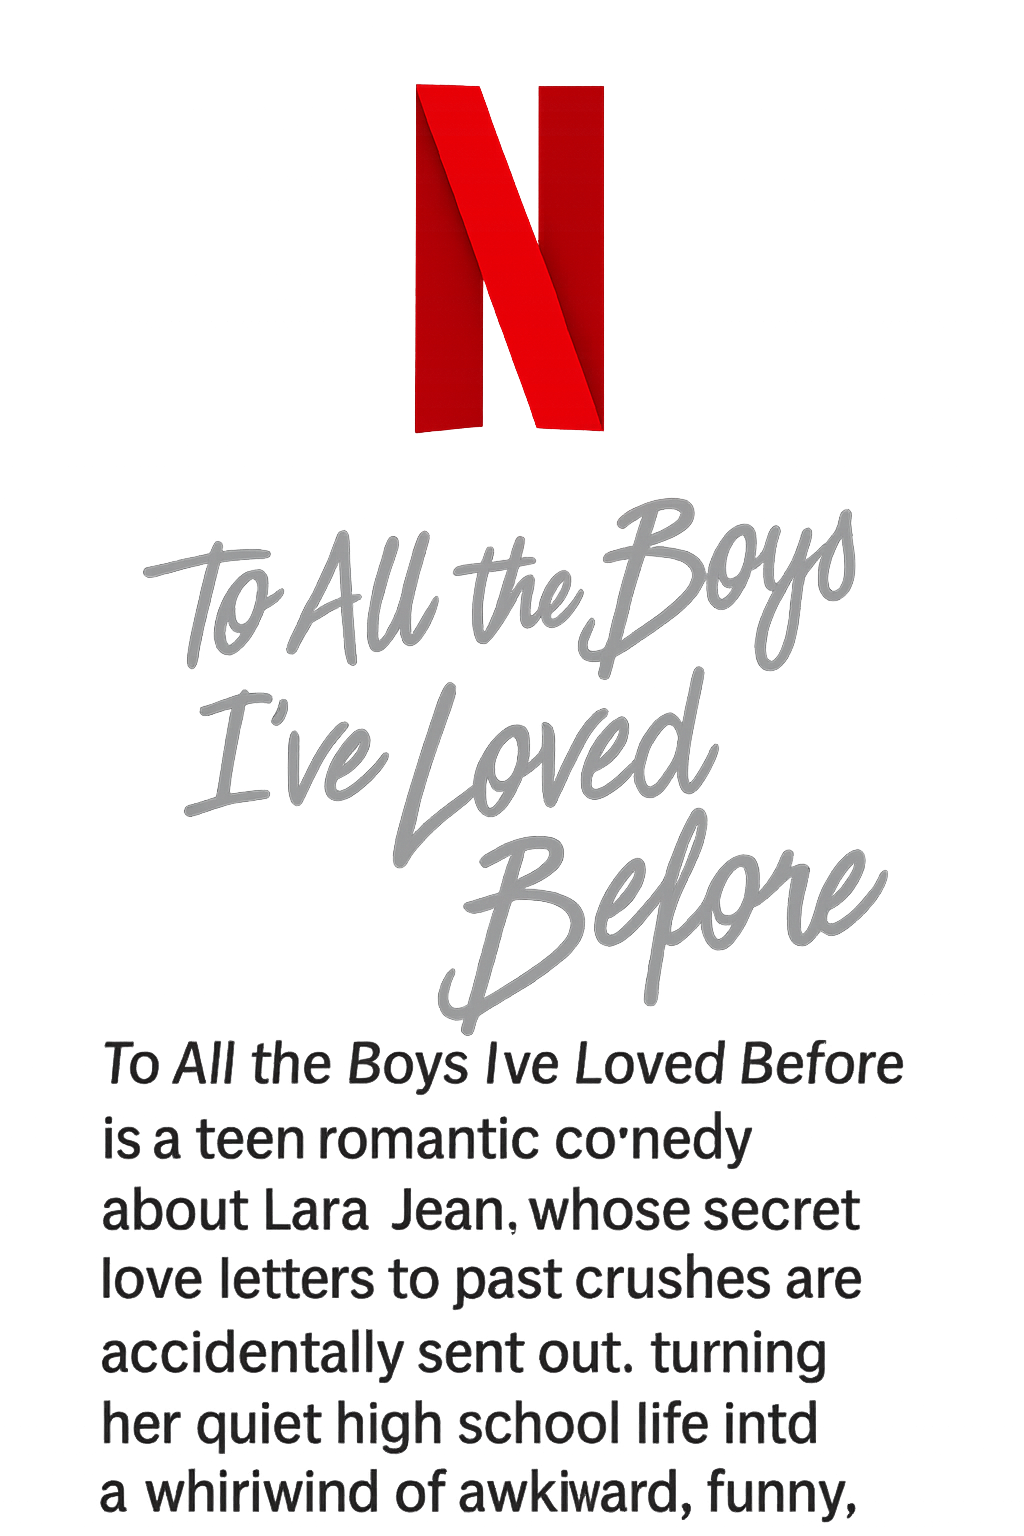 N
To All the Boys
I've Loved
Before
To All the Boys Ive Loved Before
is a teen romantic co'nedy
about Lara Jean, whose secret
love letters to past crushes are
accidentally sent out. turning
her quiet high school life intd
a whiriwind of awkiward, funny,